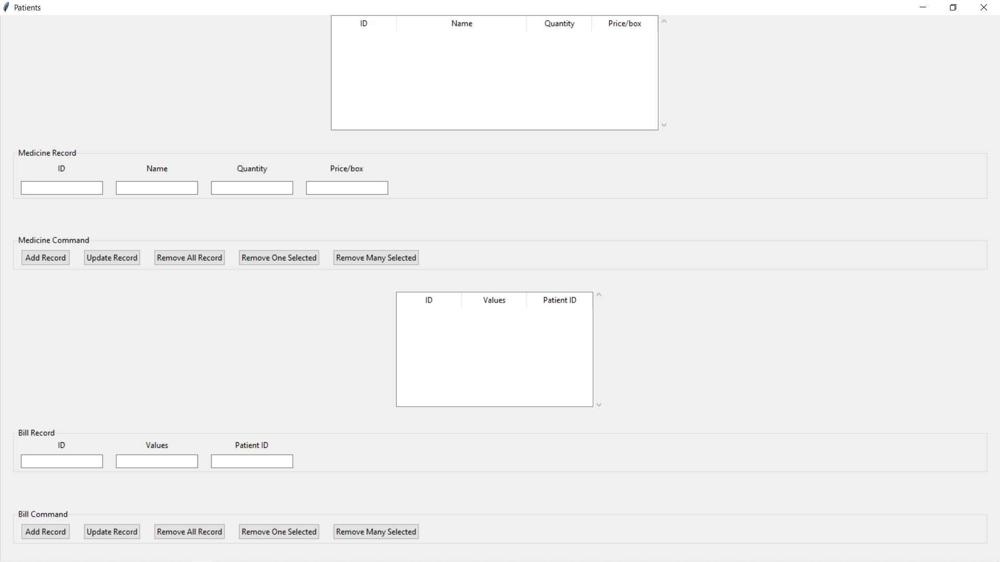 Patients
ID Name Quantity Price/box
Medicine Record
ID Name Quantity Price/box
Medicine Command
Add Record Update Record Remove All Record Remove One Selected Remove Many Selected
ID Values Patient ID
Bill Record
ID Values Patient ID
Bill Command
Add Record Update Record Remove All Record Remove One Selected Remove Many Selected